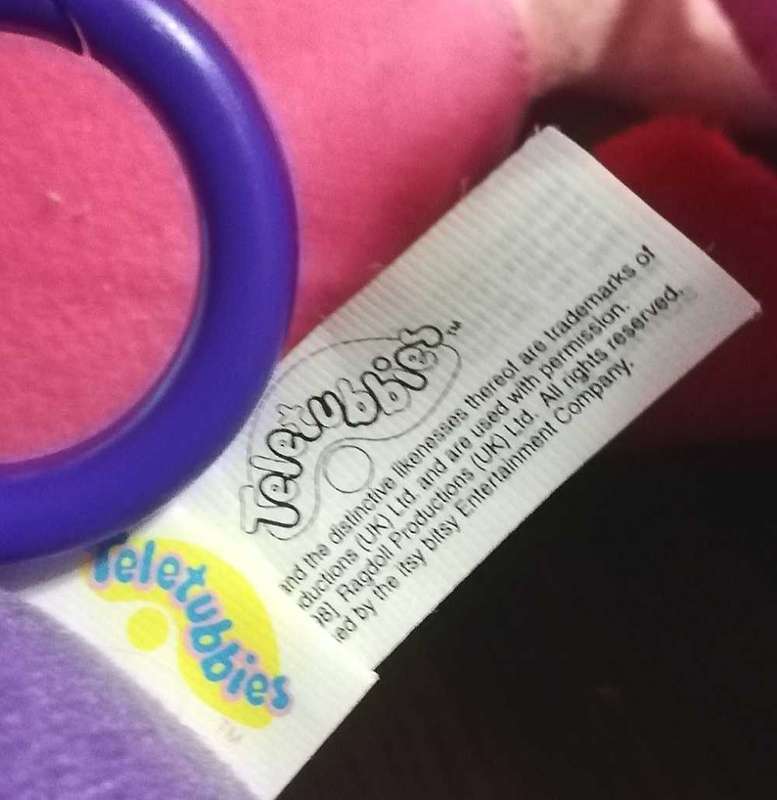 Teletubbies™
and the distinctive likenesses thereof are trademarks of
(UK) Ltd. and are used with permission.
Ragdoll Productions (UK) Ltd. All rights reserved.
by the itsy bitsy Entertainment Company.
Teletubbies
TM